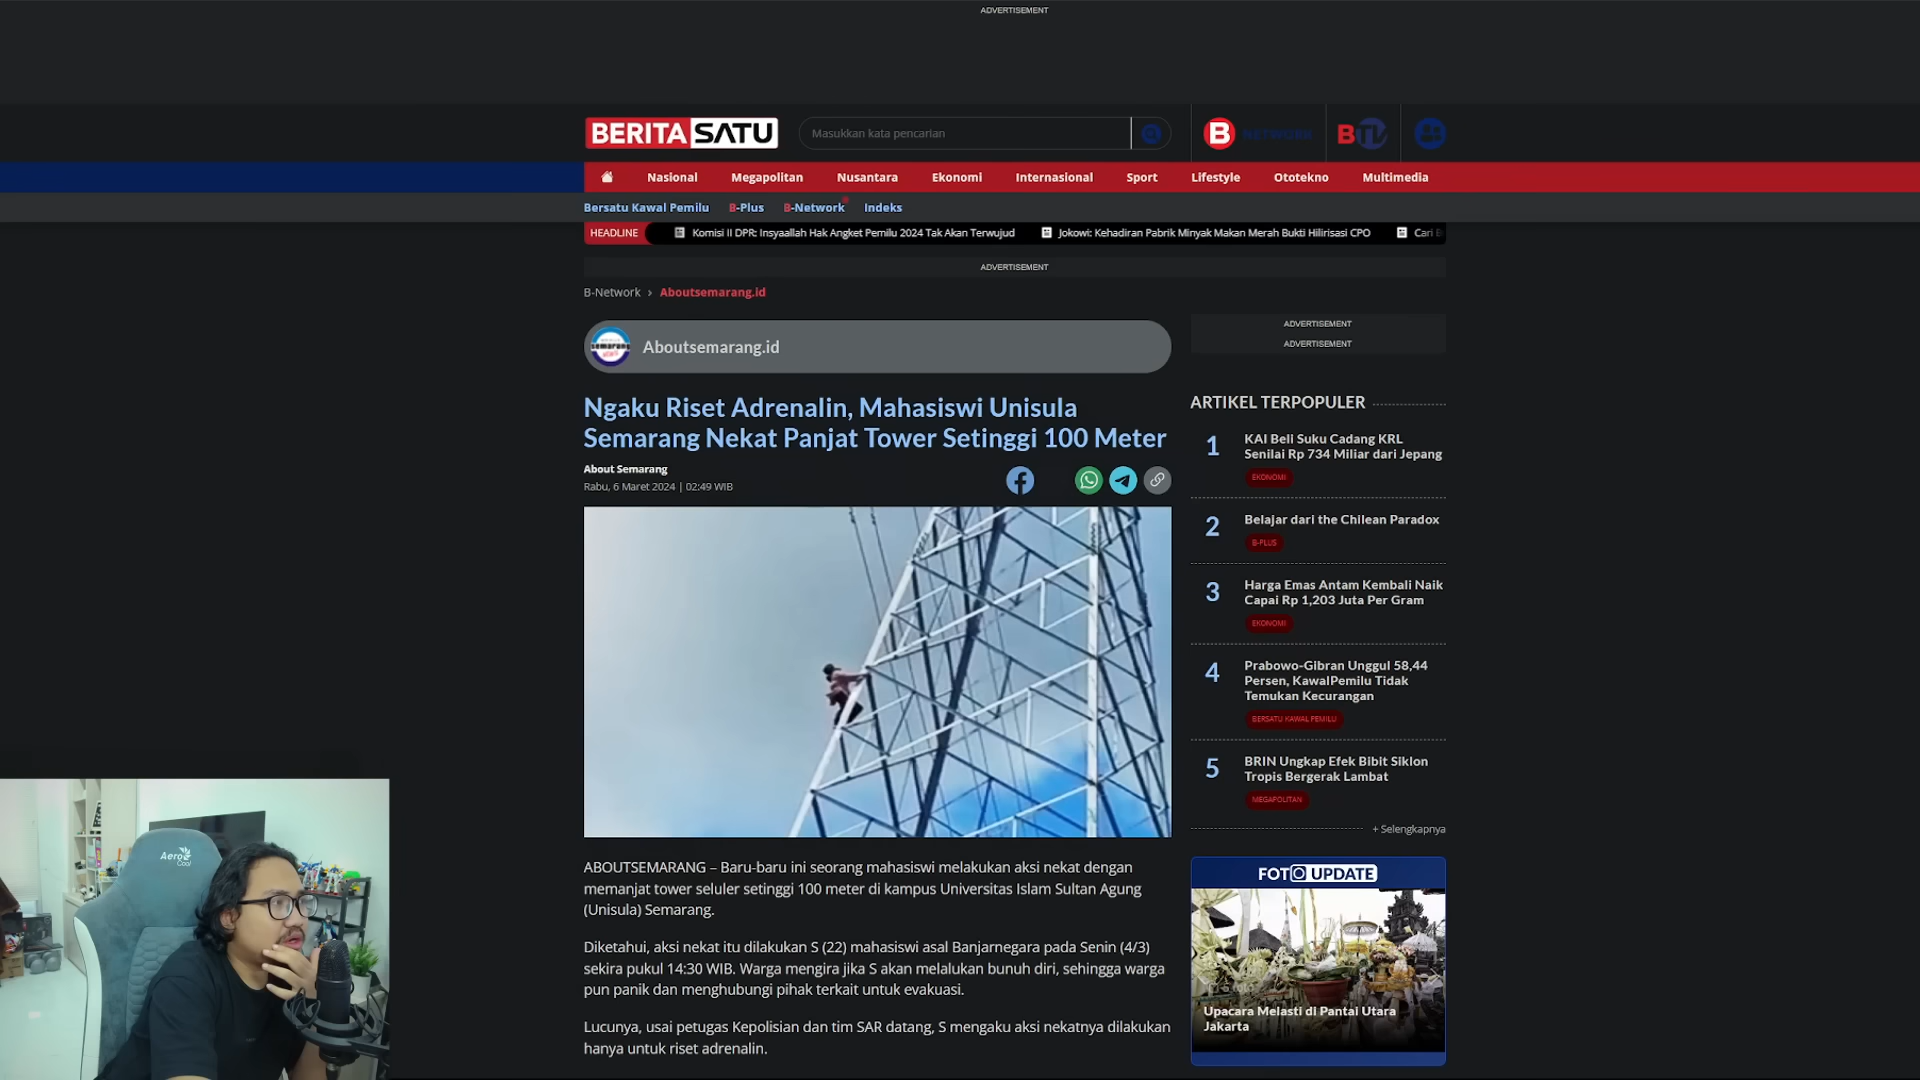 ADVERTISEMENT
BERITA SATU
Masukkan kata pencarian
B NETWORK
BTV
Nasional Megapolitan Nusantara Ekonomi Internasional Sport Lifestyle Ototekno Multimedia
Bersatu Kawal Pemilu B-Plus B-Network Indeks
HEADLINE Komisi II DPR: Insyaallah Hak Angket Pemilu 2024 Tak Akan Terwujud Jokowi: Kehadiran Pabrik Minyak Makan Merah Bukti Hilirisasi CPO Cari
ADVERTISEMENT
B-Network › Aboutsemarang.id
Aboutsemarang.id
Ngaku Riset Adrenalin, Mahasiswi Unisula
Semarang Nekat Panjat Tower Setinggi 100 Meter
About Semarang
Rabu, 6 Maret 2024 | 02:49 WIB
ABOUTSEMARANG – Baru-baru ini seorang mahasiswi melakukan aksi nekat dengan
memanjat tower seluler setinggi 100 meter di kampus Universitas Islam Sultan Agung
(Unisula) Semarang.
Diketahui, aksi nekat itu dilakukan S (22) mahasiswi asal Banjarnegara pada Senin (4/3)
sekira pukul 14:30 WIB. Warga mengira jika S akan melalukan bunuh diri, sehingga warga
pun panik dan menghubungi pihak terkait untuk evakuasi.
Lucunya, usai petugas Kepolisian dan tim SAR datang, S mengaku aksi nekatnya dilakukan
hanya untuk riset adrenalin.
ADVERTISEMENT
ADVERTISEMENT
ARTIKEL TERPOPULER
1 KAI Beli Suku Cadang KRL
Senilai Rp 734 Miliar dari Jepang
EKONOMI
2 Belajar dari the Chilean Paradox
B-PLUS
3 Harga Emas Antam Kembali Naik
Capai Rp 1,203 Juta Per Gram
EKONOMI
4 Prabowo-Gibran Unggul 58,44
Persen, KawalPemilu Tidak
Temukan Kecurangan
BERSATU KAWAL PEMILU
5 BRIN Ungkap Efek Bibit Siklon
Tropis Bergerak Lambat
MEGAPOLITAN
+ Selengkapnya
FOTO UPDATE
Upacara Melasti di Pantai Utara
Jakarta
Aero
Cool